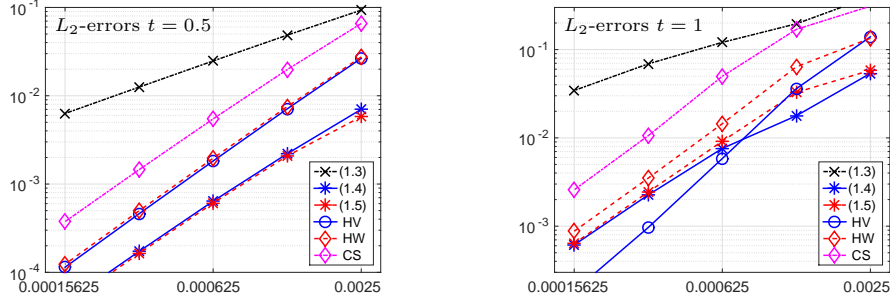 L₂-errors t = 0.5
10⁻¹
10⁻²
10⁻³
10⁻⁴
0.00015625
0.000625
0.0025
(1.3)
(1.4)
(1.5)
HV
HW
CS
L₂-errors t = 1
10⁻¹
10⁻²
10⁻³
0.00015625
0.000625
0.0025
(1.3)
(1.4)
(1.5)
HV
HW
CS